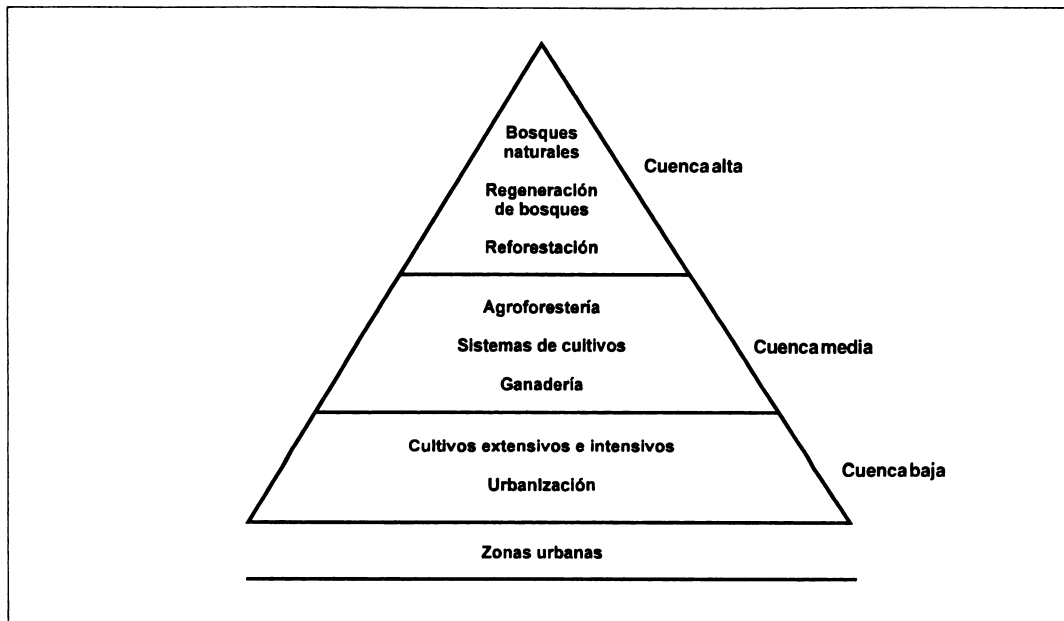 Bosques
naturales
Cuenca alta
Regeneración
de bosques
Reforestación
Agroforestería
Sistemas de cultivos
Cuenca media
Ganadería
Cultivos extensivos e intensivos
Cuenca baja
Urbanización
Zonas urbanas